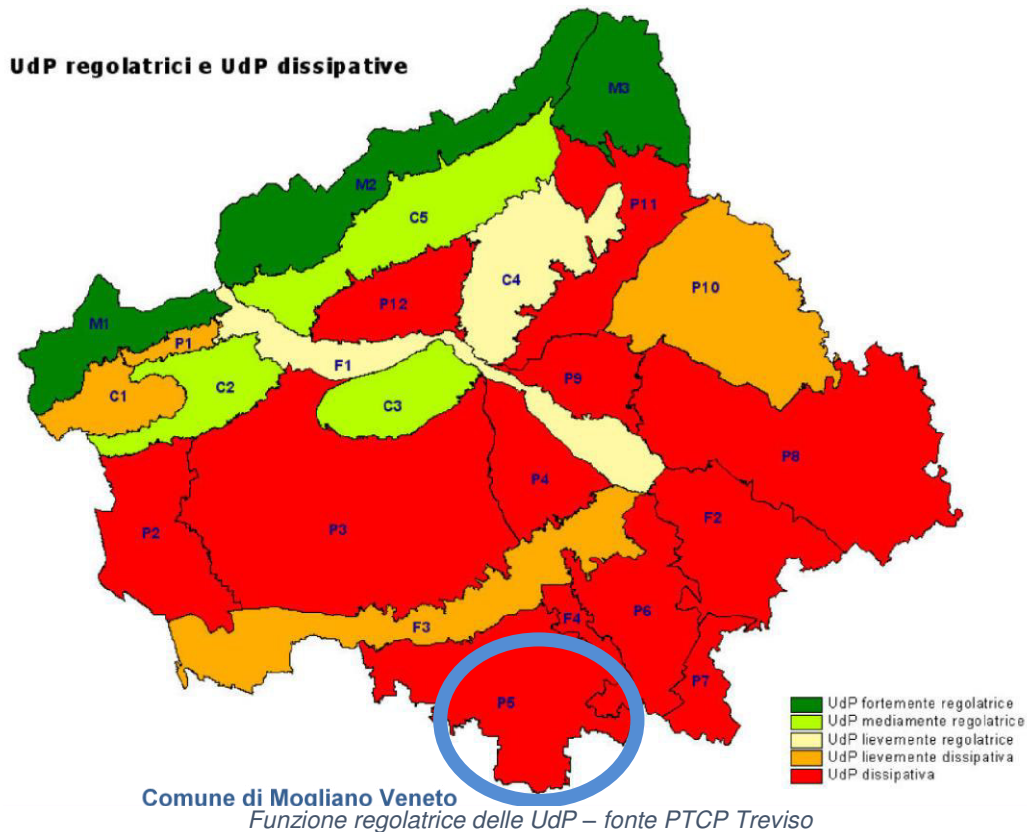 UdP regolatrici e UdP dissipative
M3
M2
C5
P11
C4
P10
P12
M1
P1
F1
C2
C1
C3
P9
P8
P4
P2
P3
F2
P6
F4
F3
P7
P5
UdP fortemente regolatrice
UdP mediamente regolatrice
UdP lievemente regolatrice
UdP lievemente dissipativa
UdP dissipativa
Comune di Mogliano Veneto
Funzione regolatrice delle UdP – fonte PTCP Treviso